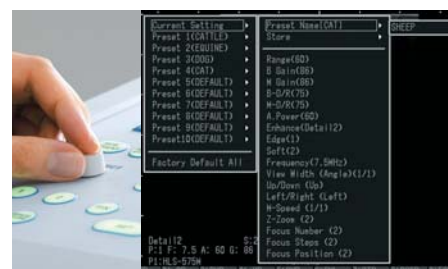 Current Setting
Preset 1(CATTLE)
Preset 2(EQUINE)
Preset 3(DOG)
Preset 4(CAT)
Preset 5(DEFAULT)
Preset 6(DEFAULT)
Preset 7(DEFAULT)
Preset 8(DEFAULT)
Preset 9(DEFAULT)
Preset10(DEFAULT)
Factory Default All
Preset Name[CAT]
Store
Range(60)
B Gain(86)
M Gain(86)
B-D/R(75)
M-D/R(75)
A.Power(60)
Enhance(Detail2)
Edge(1)
Soft(2)
Frequency(7.5MHz)
View Width (Angle)(1/1)
Up/Down (Up)
Left/Right (Left)
M-Speed (1/1)
Z-Zoom (2)
Focus Number (2)
Focus Steps (2)
Focus Position (2)
SHEEP
Detail2 S:2
P:1 F: 7.5 A: 60 G: 86
P1:HLS-575M